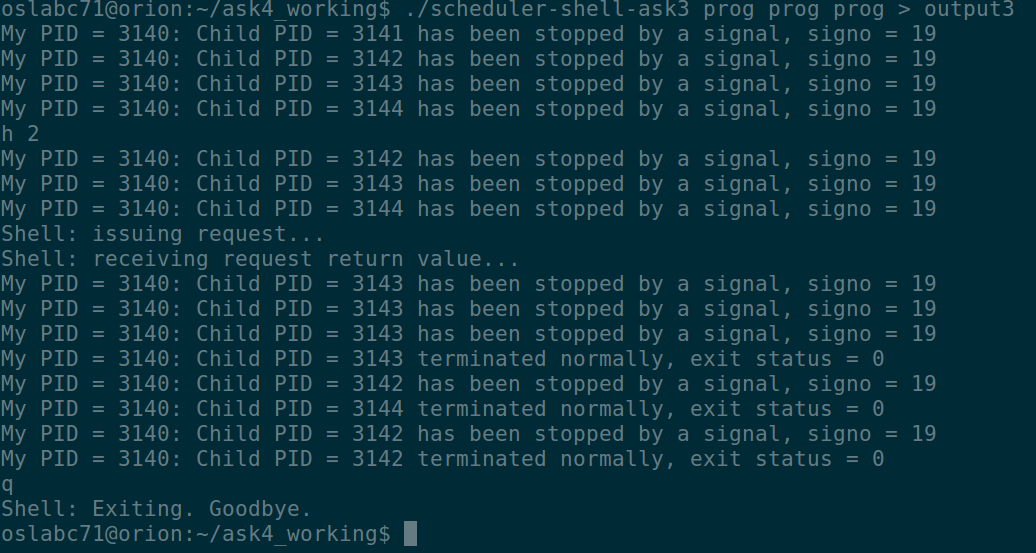 oslabc71@orion:~/ask4_working$ ./scheduler-shell-ask3 prog prog prog > output3
My PID = 3140: Child PID = 3141 has been stopped by a signal, signo = 19
My PID = 3140: Child PID = 3142 has been stopped by a signal, signo = 19
My PID = 3140: Child PID = 3143 has been stopped by a signal, signo = 19
My PID = 3140: Child PID = 3144 has been stopped by a signal, signo = 19
h 2
My PID = 3140: Child PID = 3142 has been stopped by a signal, signo = 19
My PID = 3140: Child PID = 3143 has been stopped by a signal, signo = 19
My PID = 3140: Child PID = 3144 has been stopped by a signal, signo = 19
Shell: issuing request...
Shell: receiving request return value...
My PID = 3140: Child PID = 3143 has been stopped by a signal, signo = 19
My PID = 3140: Child PID = 3143 has been stopped by a signal, signo = 19
My PID = 3140: Child PID = 3143 has been stopped by a signal, signo = 19
My PID = 3140: Child PID = 3143 terminated normally, exit status = 0
My PID = 3140: Child PID = 3142 has been stopped by a signal, signo = 19
My PID = 3140: Child PID = 3144 terminated normally, exit status = 0
My PID = 3140: Child PID = 3142 has been stopped by a signal, signo = 19
My PID = 3140: Child PID = 3142 terminated normally, exit status = 0
q
Shell: Exiting. Goodbye.
oslabc71@orion:~/ask4_working$